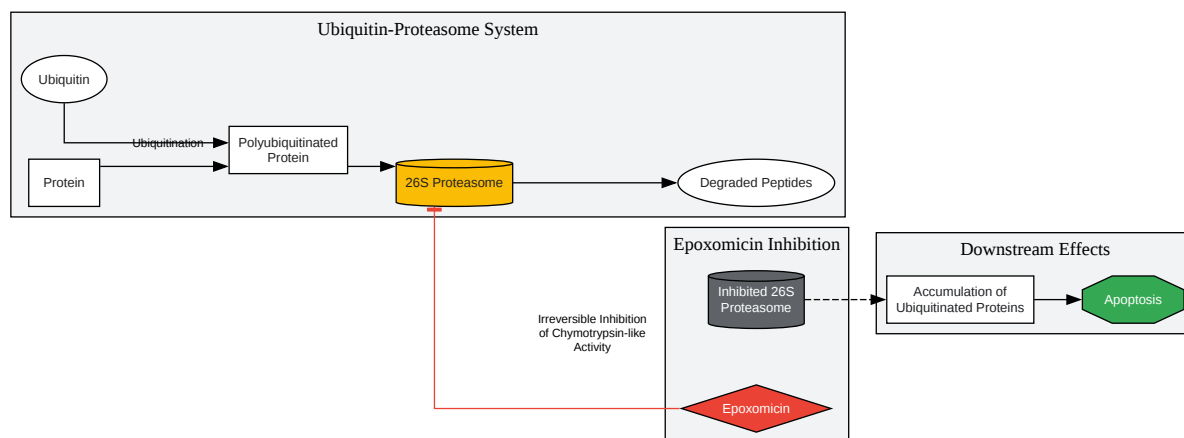 Ubiquitin-Proteasome System
Ubiquitin
Ubiquitination
Polyubiquitinated
Protein
Protein
26S Proteasome
Degraded Peptides
Epoxomicin Inhibition
Inhibited 26S
Proteasome
Downstream Effects
Accumulation of
Ubiquitinated Proteins
Apoptosis
Irreversible Inhibition
of Chymotrypsin-like
Activity
Epoxomicin